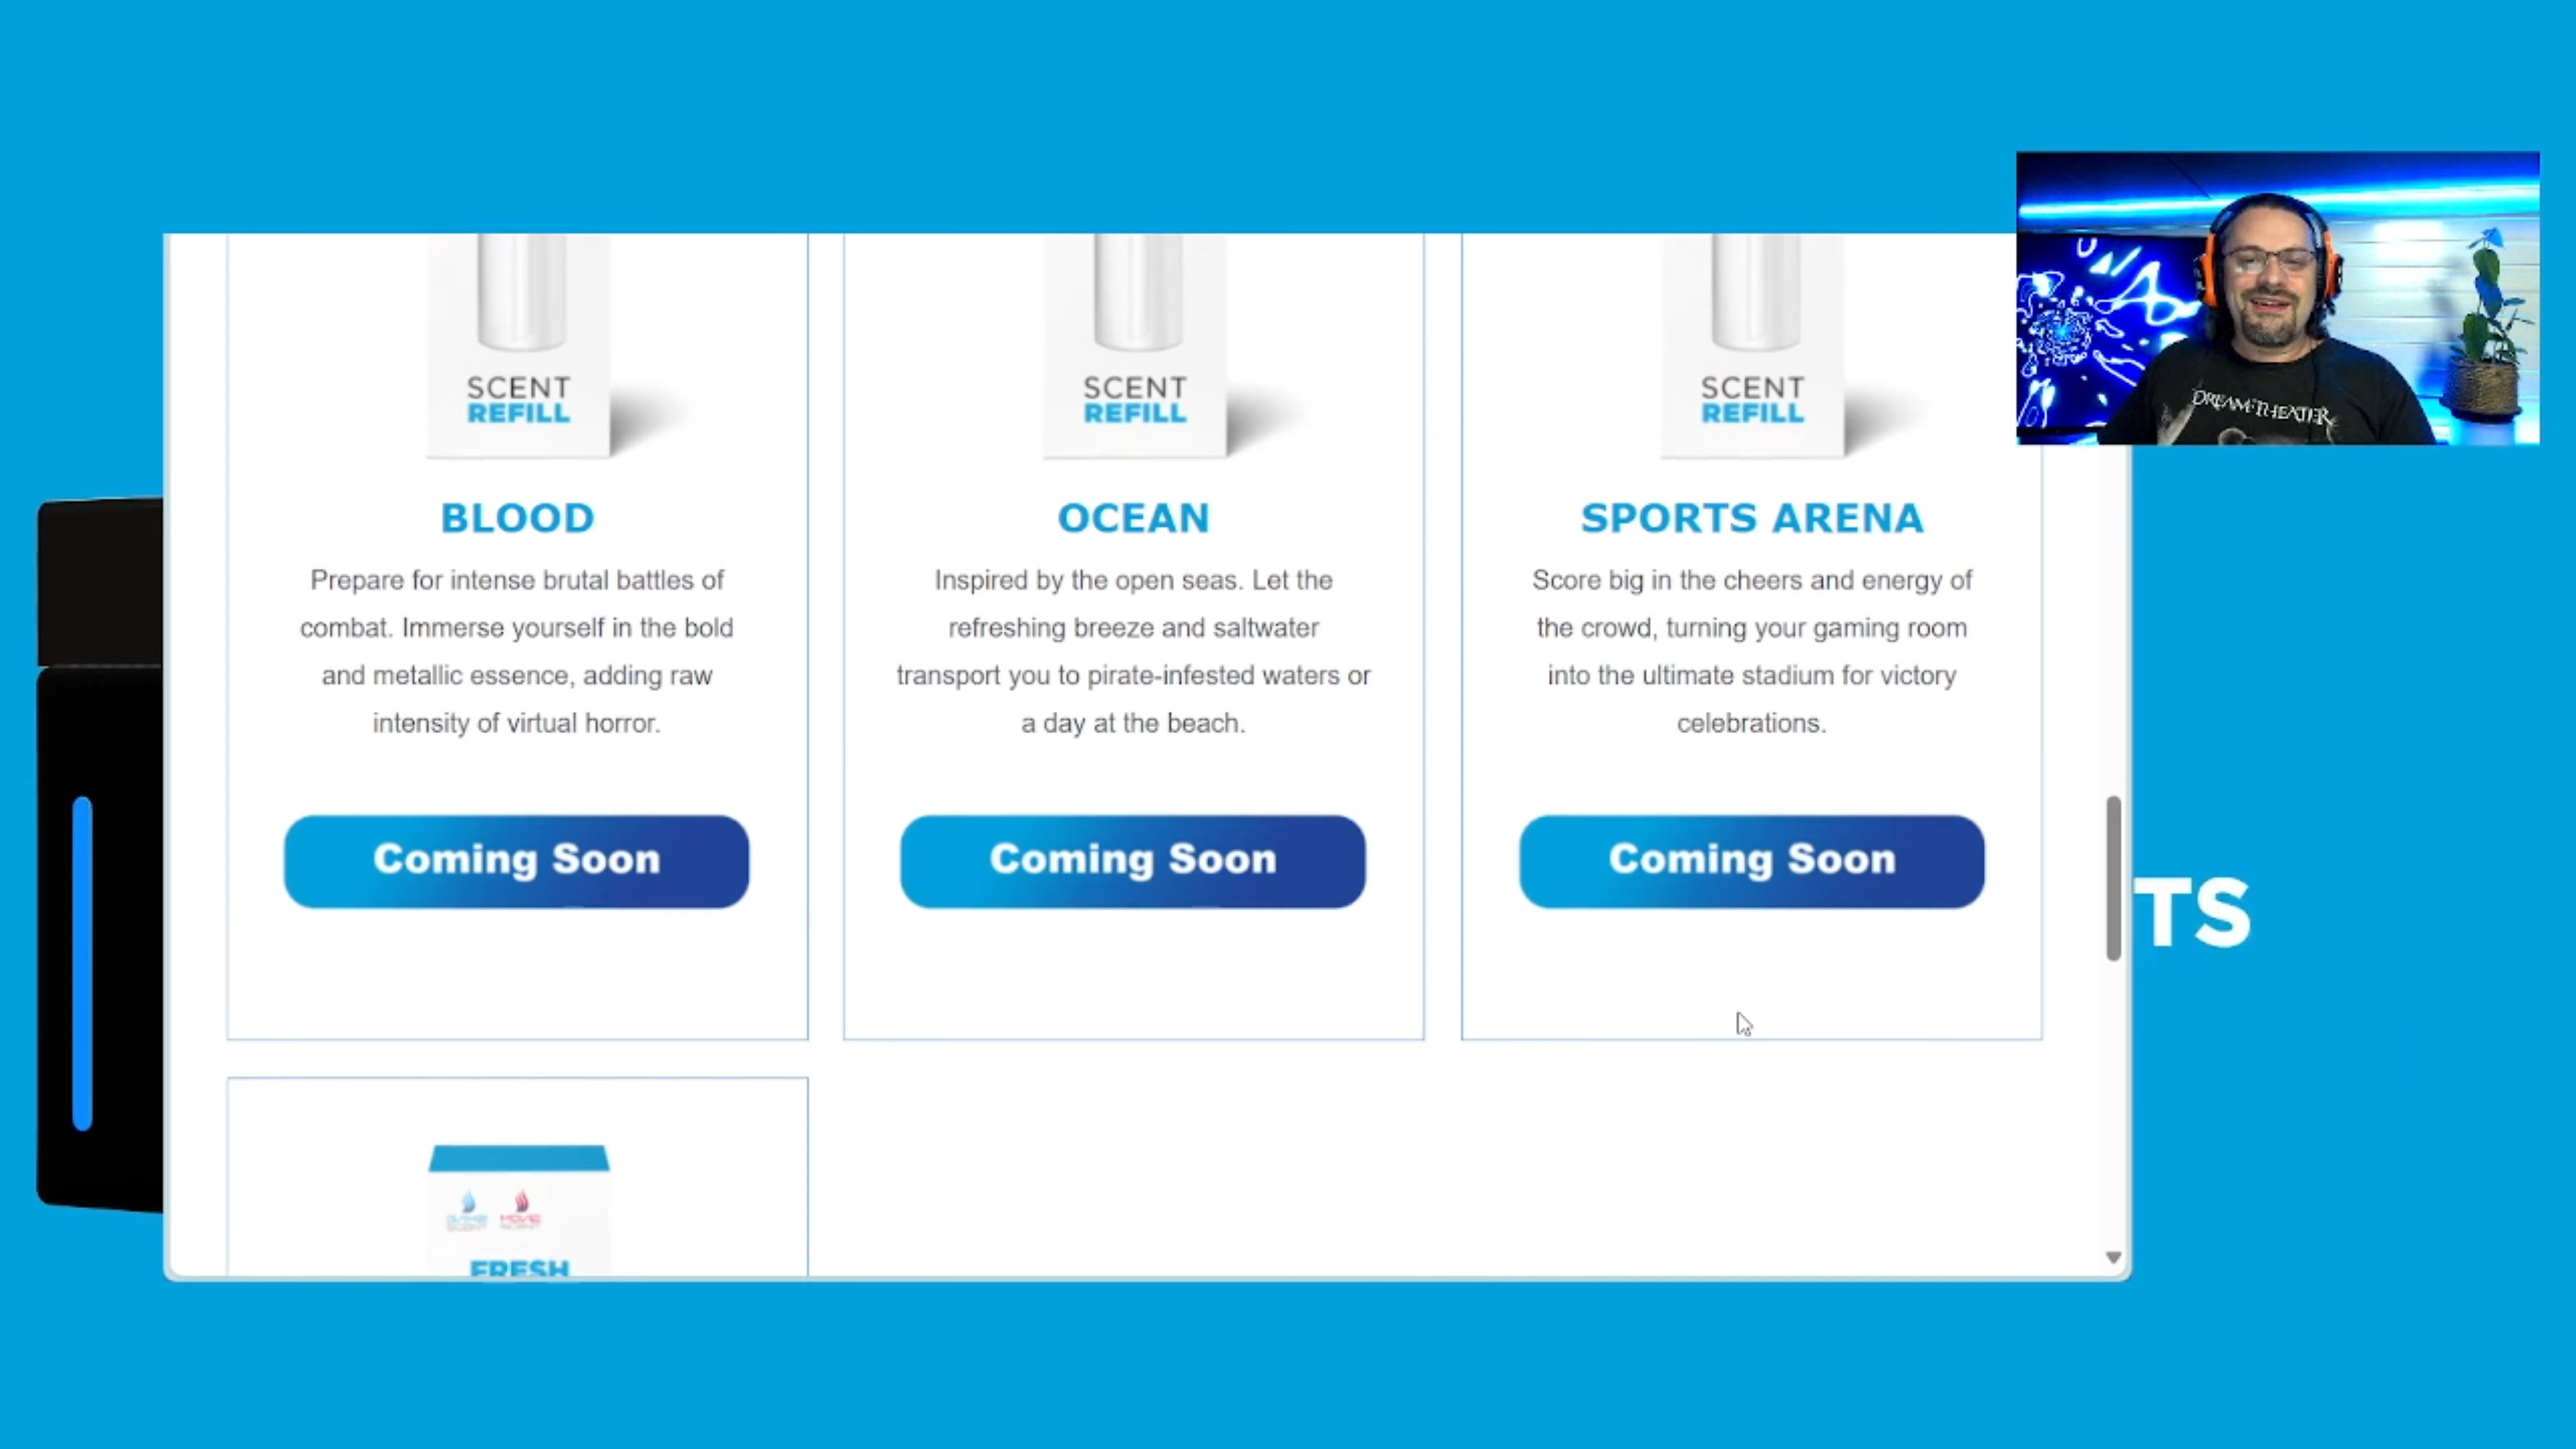 SCENT
REFILL
BLOOD
Prepare for intense brutal battles of
combat. Immerse yourself in the bold
and metallic essence, adding raw
intensity of virtual horror.
Coming Soon
SCENT
REFILL
OCEAN
Inspired by the open seas. Let the
refreshing breeze and saltwater
transport you to pirate-infested waters or
a day at the beach.
Coming Soon
SCENT
REFILL
SPORTS ARENA
Score big in the cheers and energy of
the crowd, turning your gaming room
into the ultimate stadium for victory
celebrations.
Coming Soon
DREAM THEATER
TS
FRESH